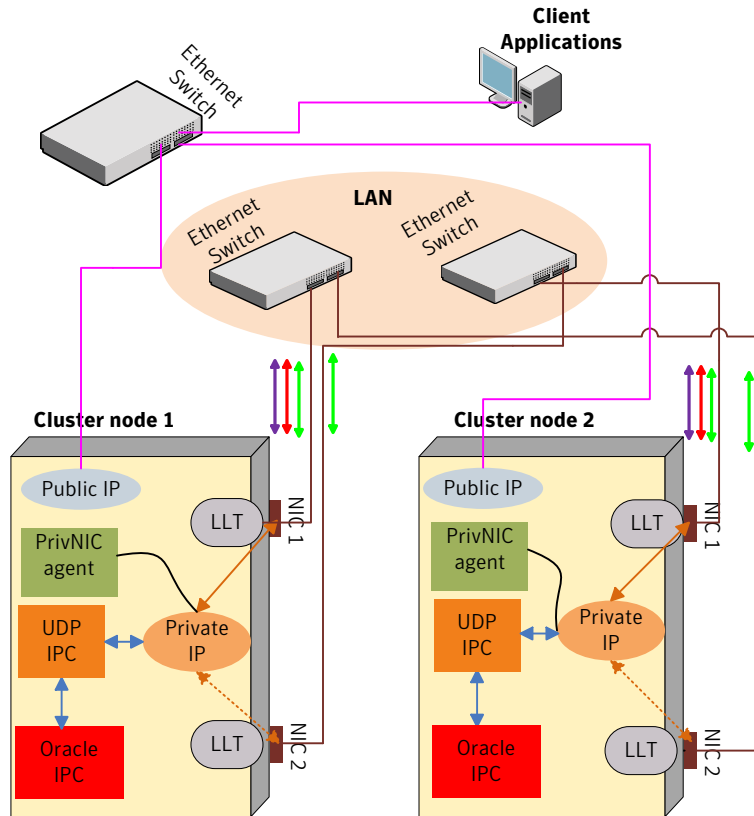 Client
Applications
Ethernet
Switch
LAN
Ethernet
Switch
Ethernet
Switch
Cluster node 1
Public IP
LLT
NIC 1
PrivNIC
agent
UDP
IPC
Private
IP
Oracle
IPC
LLT
NIC 2
Cluster node 2
Public IP
LLT
NIC 1
PrivNIC
agent
UDP
IPC
Private
IP
Oracle
IPC
LLT
NIC 2